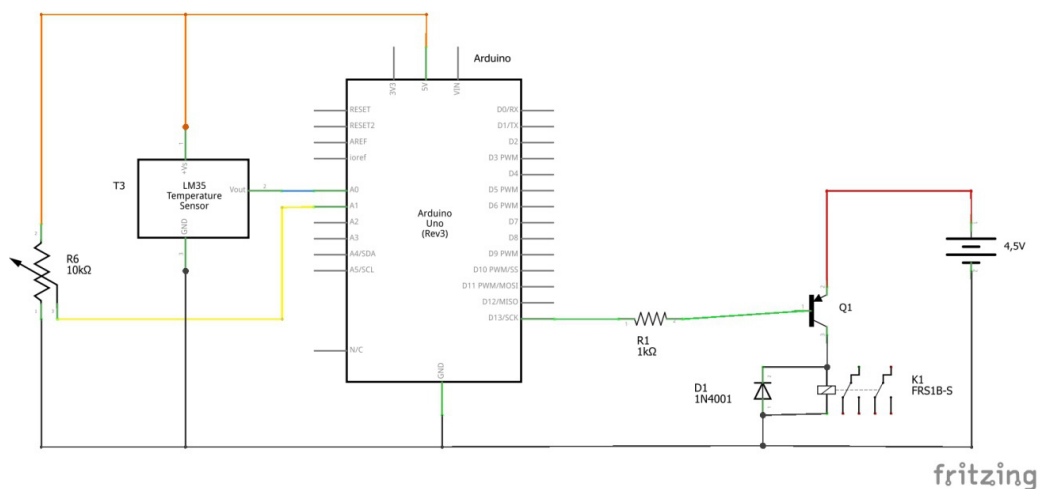 Arduino
3V3
5V
VIN
RESET
RESET2
AREF
ioref
A0
A1
A2
A3
A4/SDA
A5/SCL
N/C
GND
Arduino
Uno
(Rev3)
D0/RX
D1/TX
D2
D3 PWM
D4
D5 PWM
D6 PWM
D7
D8
D9 PWM
D10 PWM/SS
D11 PWM/MOSI
D12/MISO
D13/SCK
T3
1
+Vs
LM35
Temperature
Sensor
Vout
2
GND
3
R6
10kΩ
R1
1kΩ
Q1
4,5V
D1
1N4001
K1
FRS1B-S
fritzing